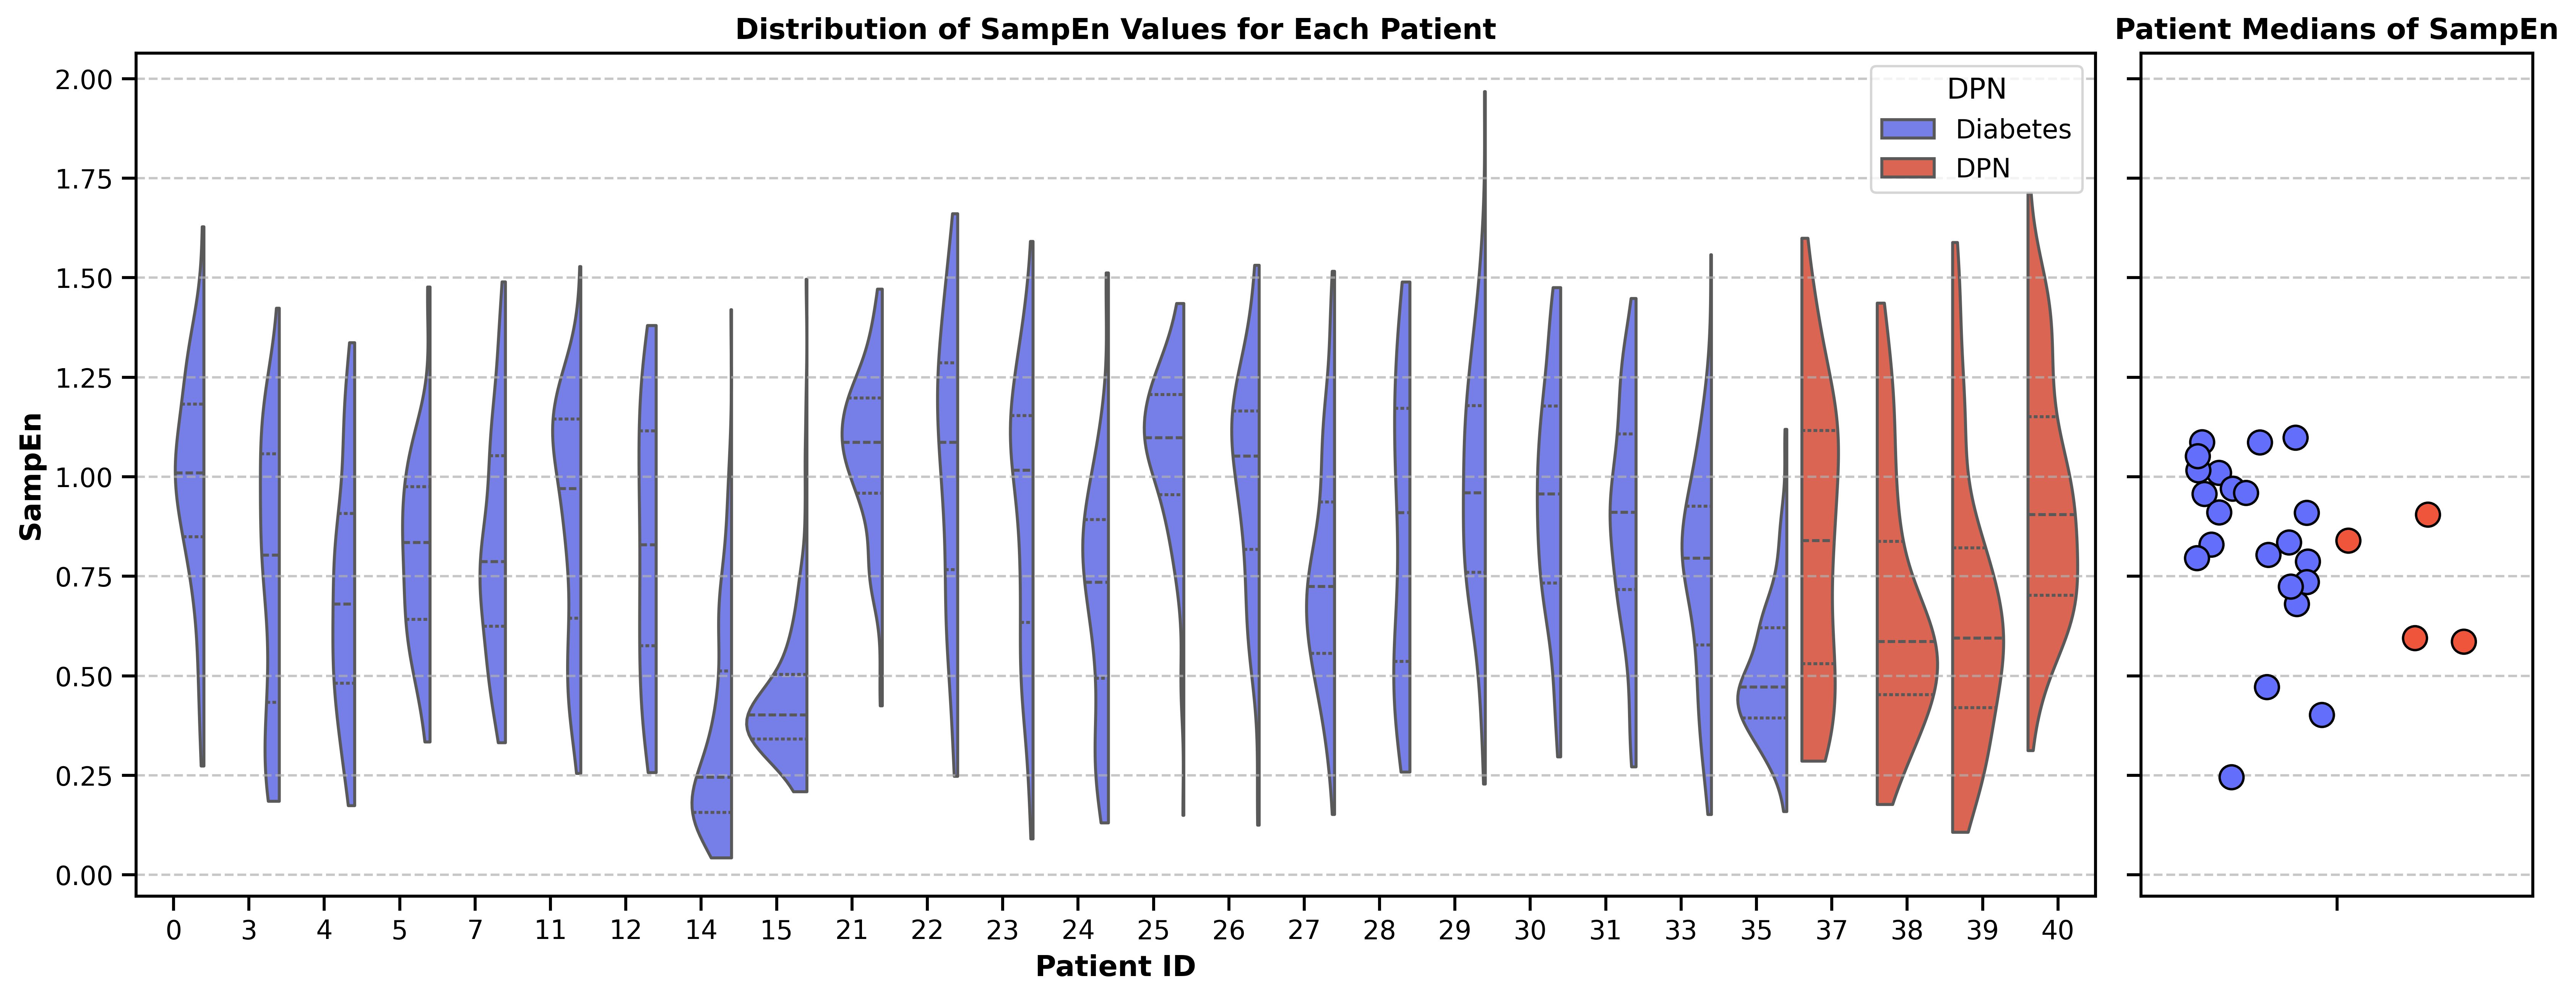 Distribution of SampEn Values for Each Patient
Patient Medians of SampEn
2.00
1.75
1.50
1.25
1.00
0.75
0.50
0.25
0.00
SampEn
DPN
Diabetes
DPN
0 3 4 5 7 11 12 14 15 21 22 23 24 25 26 27 28 29 30 31 33 35 37 38 39 40
Patient ID